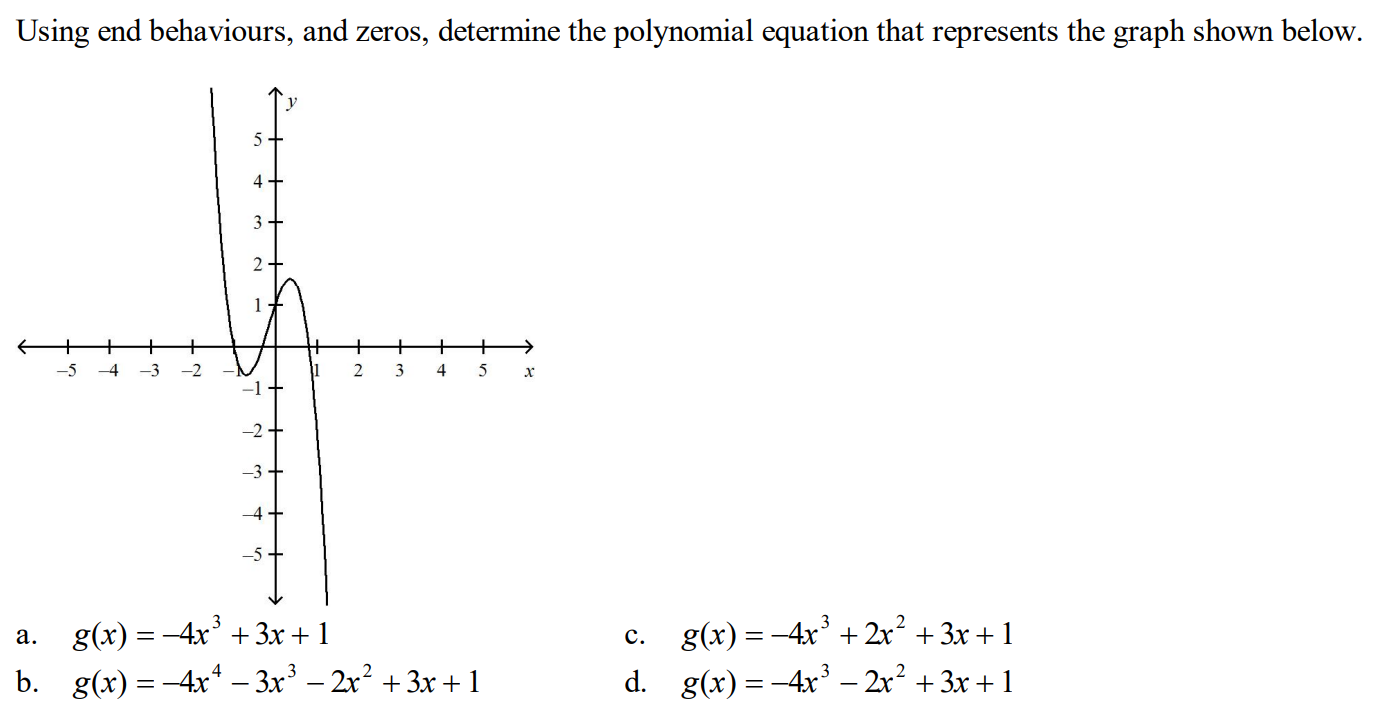 Using end behaviours, and zeros, determine the polynomial equation that represents the graph shown below.
y
5
4
3
2
1
–5 –4 –3 –2 –1 1 2 3 4 5 x
–1
–2
–3
–4
–5
a. g(x) = –4x³ + 3x + 1
c. g(x) = –4x³ + 2x² + 3x + 1
b. g(x) = –4x⁴ – 3x³ – 2x² + 3x + 1
d. g(x) = –4x³ – 2x² + 3x + 1